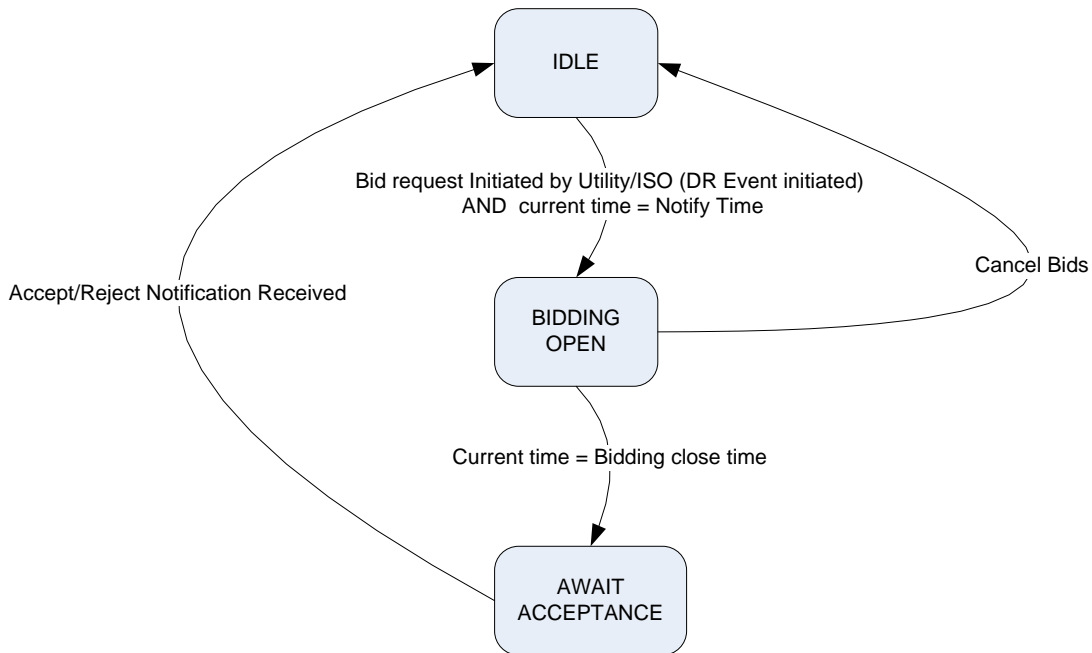 IDLE
Bid request Initiated by Utility/ISO (DR Event initiated)
AND  current time = Notify Time
Cancel Bids
Accept/Reject Notification Received
BIDDING
OPEN
Current time = Bidding close time
AWAIT
ACCEPTANCE